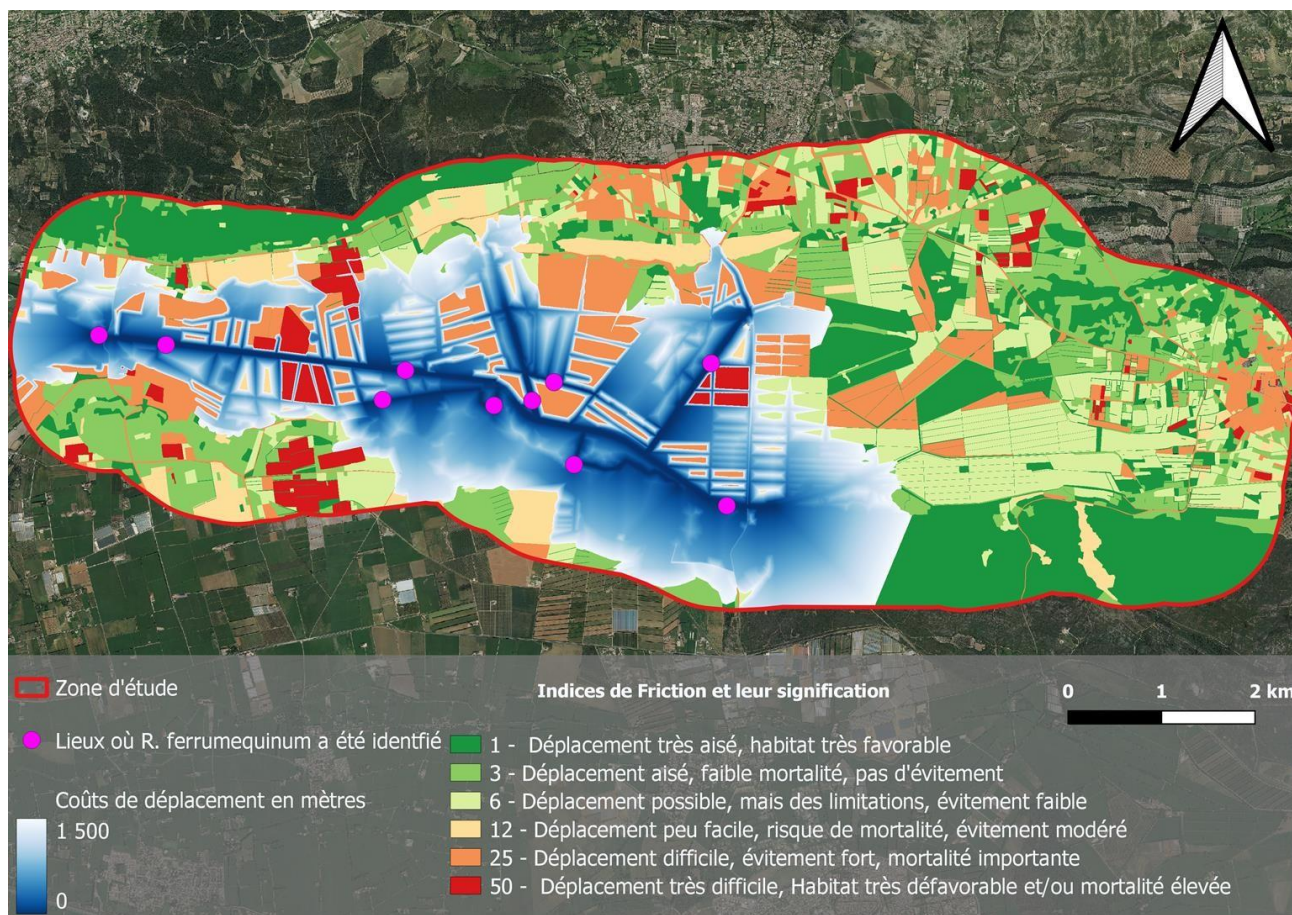 Zone d'étude
Indices de Friction et leur signification
0 1 2 km
Lieux où R. ferrumequinum a été identfié
1 - Déplacement très aisé, habitat très favorable
3 - Déplacement aisé, faible mortalité, pas d'évitement
Coûts de déplacement en mètres
6 - Déplacement possible, mais des limitations, évitement faible
1 500
12 - Déplacement peu facile, risque de mortalité, évitement modéré
25 - Déplacement difficile, évitement fort, mortalité importante
50 - Déplacement très difficile, Habitat très défavorable et/ou mortalité élevée
0